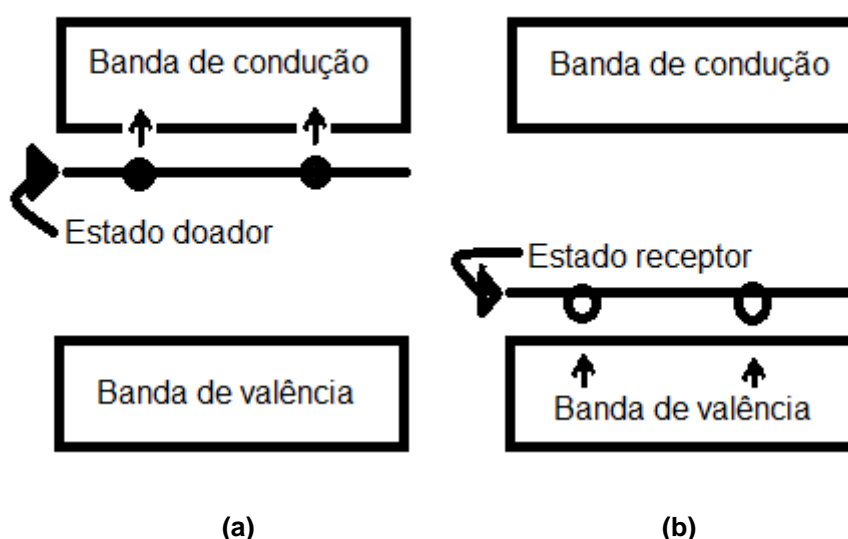 Banda de condução
Banda de condução
Estado doador
Estado receptor
Banda de valência
Banda de valência
(a)
(b)